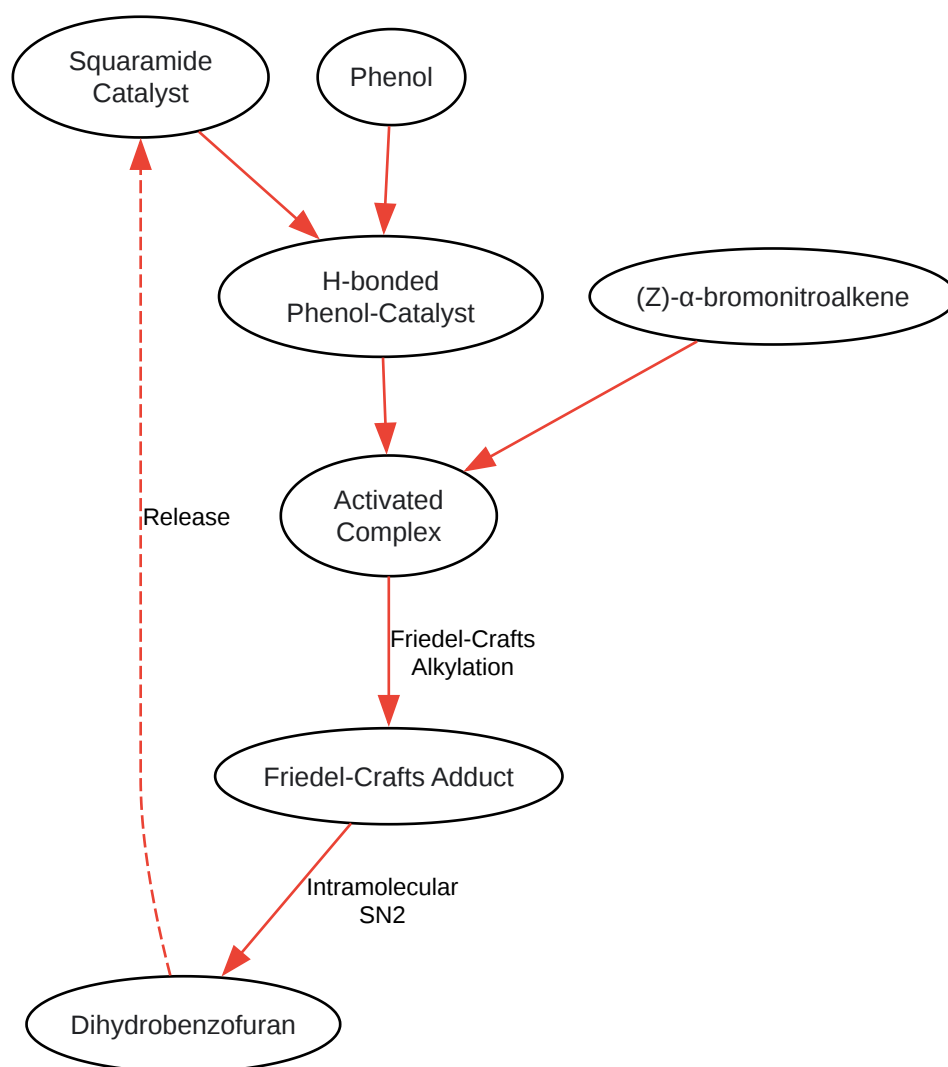 Squaramide
Catalyst
Phenol
H-bonded
Phenol-Catalyst
(Z)-α-bromonitroalkene
Activated
Complex
Release
Friedel-Crafts
Alkylation
Friedel-Crafts Adduct
Intramolecular
SN2
Dihydrobenzofuran